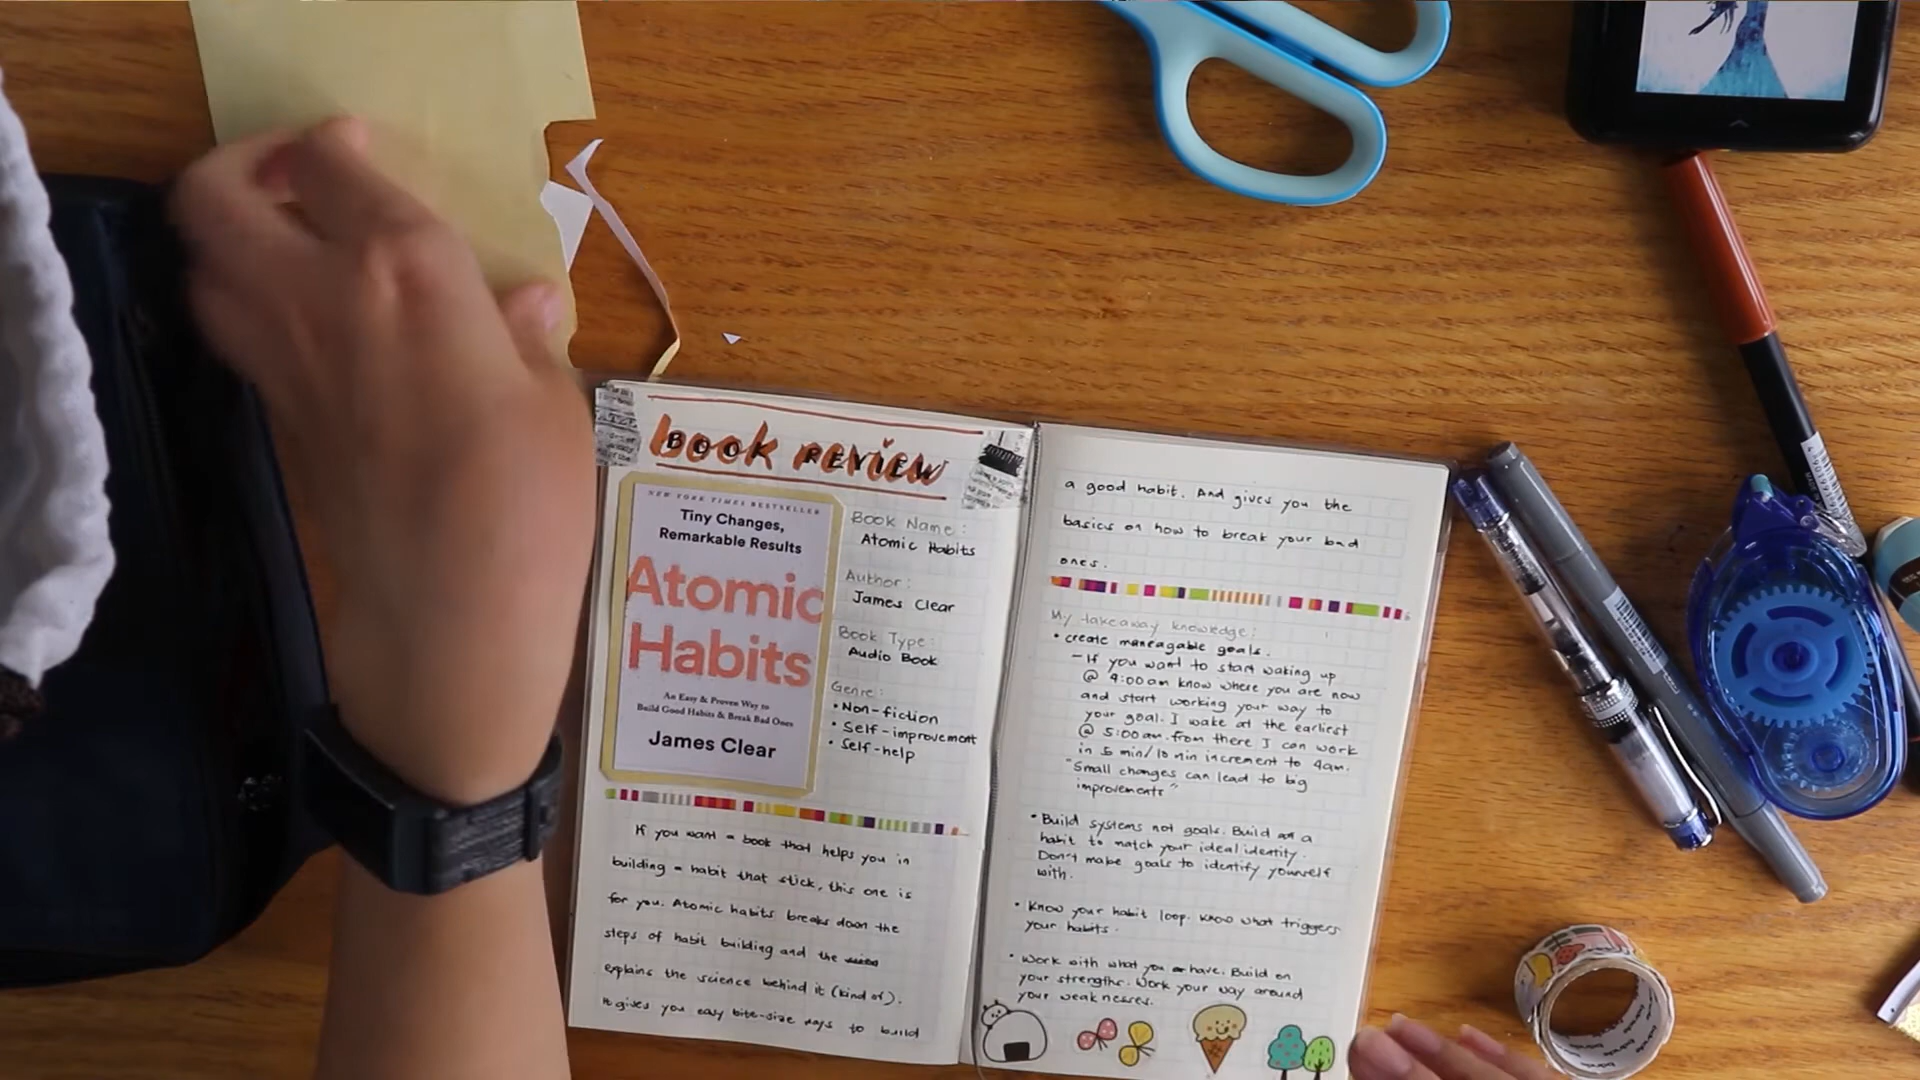 book review
BOOK REVIEW
NEW YORK TIMES BESTSELLER
Tiny Changes,
Remarkable Results
Atomic
Habits
An Easy & Proven Way to
Build Good Habits & Break Bad Ones
James Clear
Book Name:
Atomic Habits
Author:
James Clear
Book Type:
Audio Book
Genre:
• Non-fiction
• Self-improvement
• Self-help
If you want a book that helps you in
building a habit that stick, this one is
for you. Atomic habits breaks down the
steps of habit building and the
explains the science behind it (kind of).
It gives you easy bite-size ways to build
a good habit. And gives you the
basics on how to break your bad
ones.
My takeaway knowledge:
• create maneagable goals.
- If you want to start waking up
@ 4:00am know where you are now
and start working your way to
your goal. I wake at the earliest
@ 5:00am. from there I can work
in 5 min/10 min increment to 4am.
"Small changes can lead to big
improvements"
• Build systems not goals. Build a
habit to match your ideal identity.
Don't make goals to identify yourself
with.
• Know your habit loop. Know what triggers
your habits.
• Work with what you have. Build on
your strengths. Work your way around
your weaknesses.